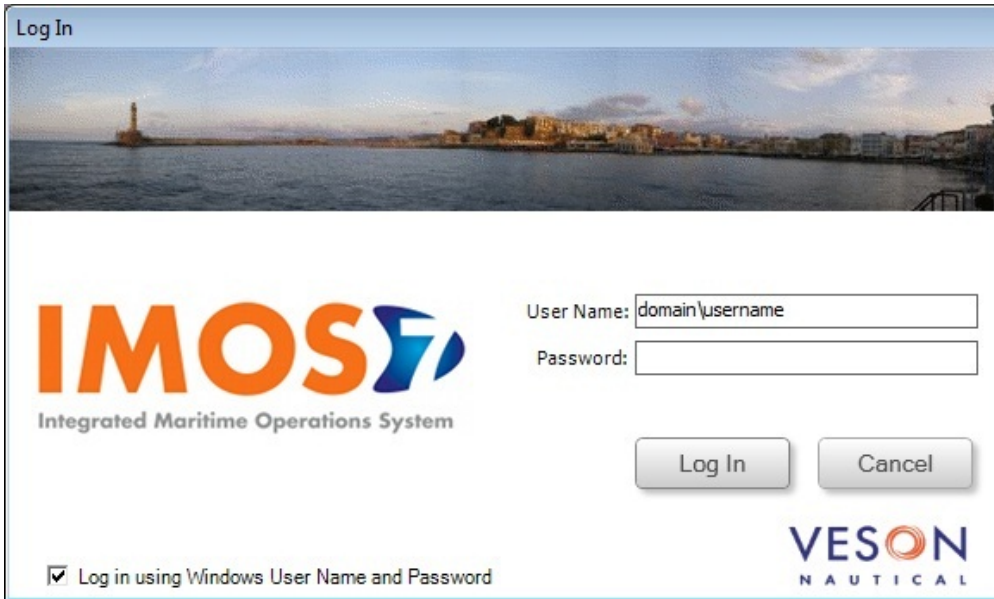 Log In
User Name: domain\username
Password:
IMOS7
Integrated Maritime Operations System
Log In Cancel
VESON
NAUTICAL
Log in using Windows User Name and Password